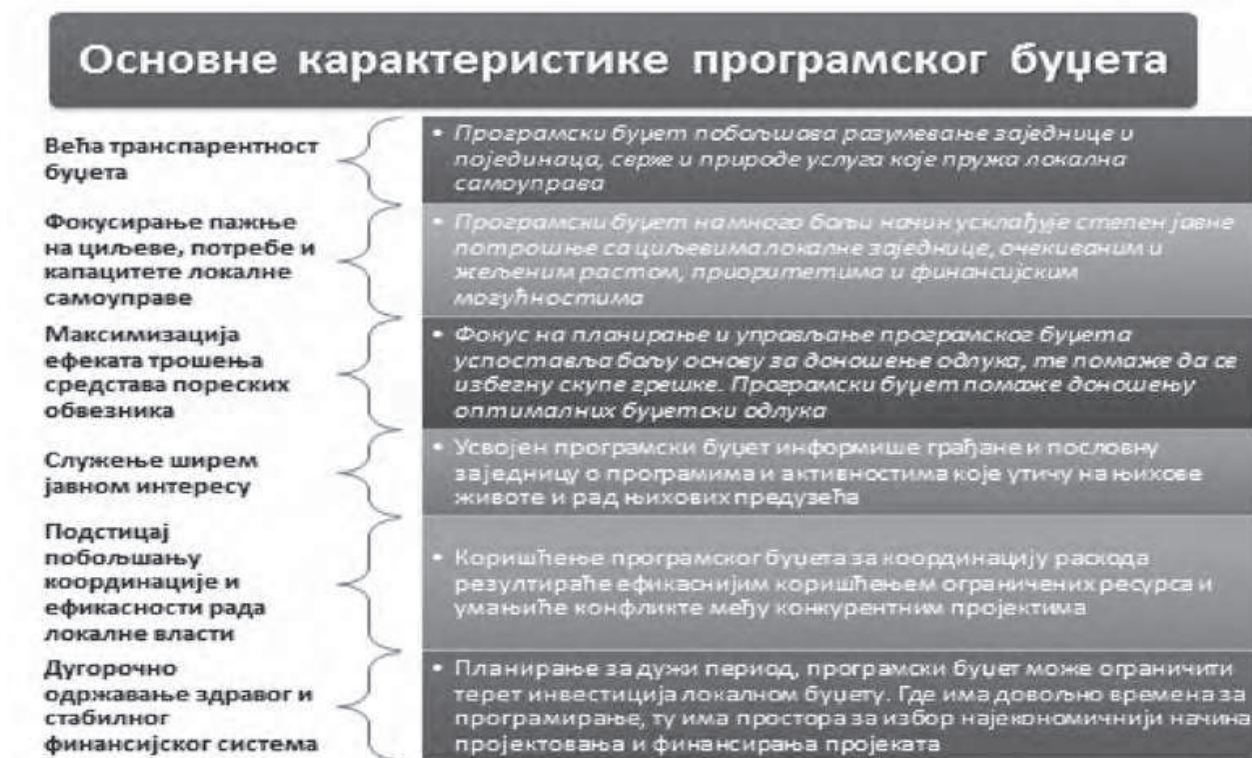 Основне карактеристике програмског буџета
Већа транспарентност
буџета
• Програмски буџет побољшава разумевање заједнице и
појединаца, сврхе и природе услуга које пружа локална
самоуправа
Фокусирање пажње
на циљеве, потребе и
капацитете локалне
самоуправе
• Програмски буџет на много бољи начин усклађује степен јавне
потрошње са циљевима локалне заједнице, очекиваним и
жељеним растом, приоритетима и финансијским
могућностима
Максимизација
ефеката трошења
средстава пореских
обвезника
• Фокус на планирање и управљање програмског буџета
успоставља бољу основу за доношење одлука, те помаже да се
избегну скупе грешке. Програмски буџет помаже доношењу
оптималних буџетски одлука
Служење ширем
јавном интересу
• Усвојен програмски буџет информише грађане и пословну
заједницу о програмима и активностима које утичу на њихове
животе и рад њихових предузећа
Подстицај
побољшању
координације и
ефикасности рада
локалне власти
• Коришћење програмског буџета за координацију расхода
резултираће ефикаснијим коришћењем ограничених ресурса и
умањиће конфликте међу конкурентним пројектима
Дугорочно
одржавање здравог и
стабилног
финансијског система
• Планирање за дужи период, програмски буџет може ограничити
терет инвестиција локалном буџету. Где има довољно времена за
програмирање, ту има простора за избор најекономичнији начина
пројектовања и финансирања пројеката